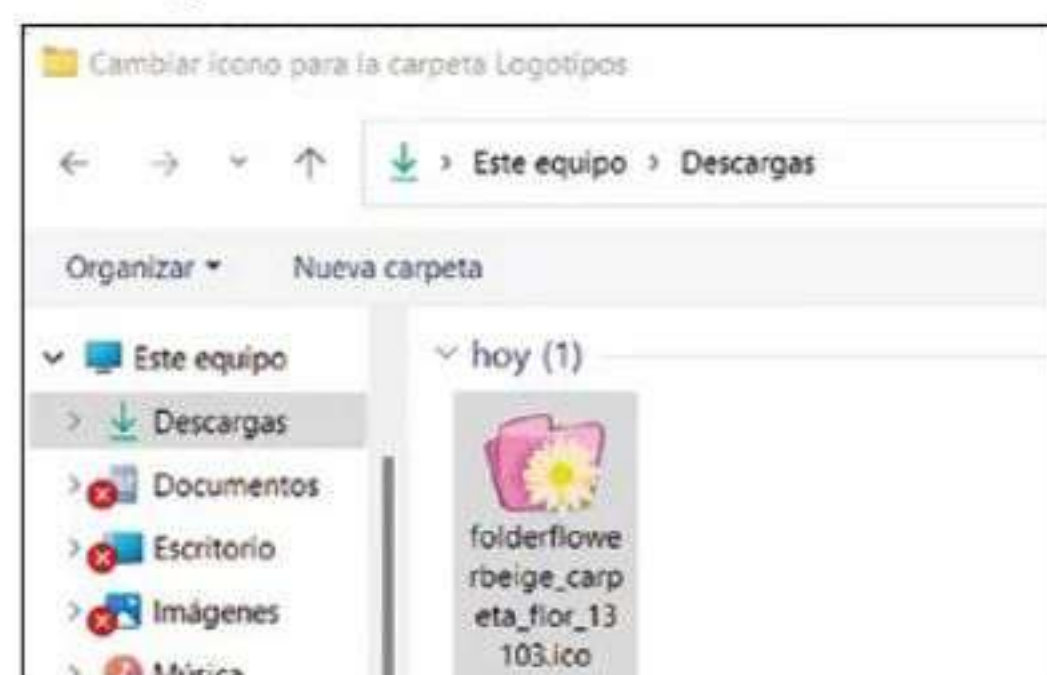 Cambiar icono para la carpeta Logotipos
Este equipo > Descargas
Organizar Nueva carpeta
Este equipo
Descargas
Documentos
Escritorio
Imágenes
Música
hoy (1)
folderflowe
rbeige_carp
eta_flor_13
103.ico